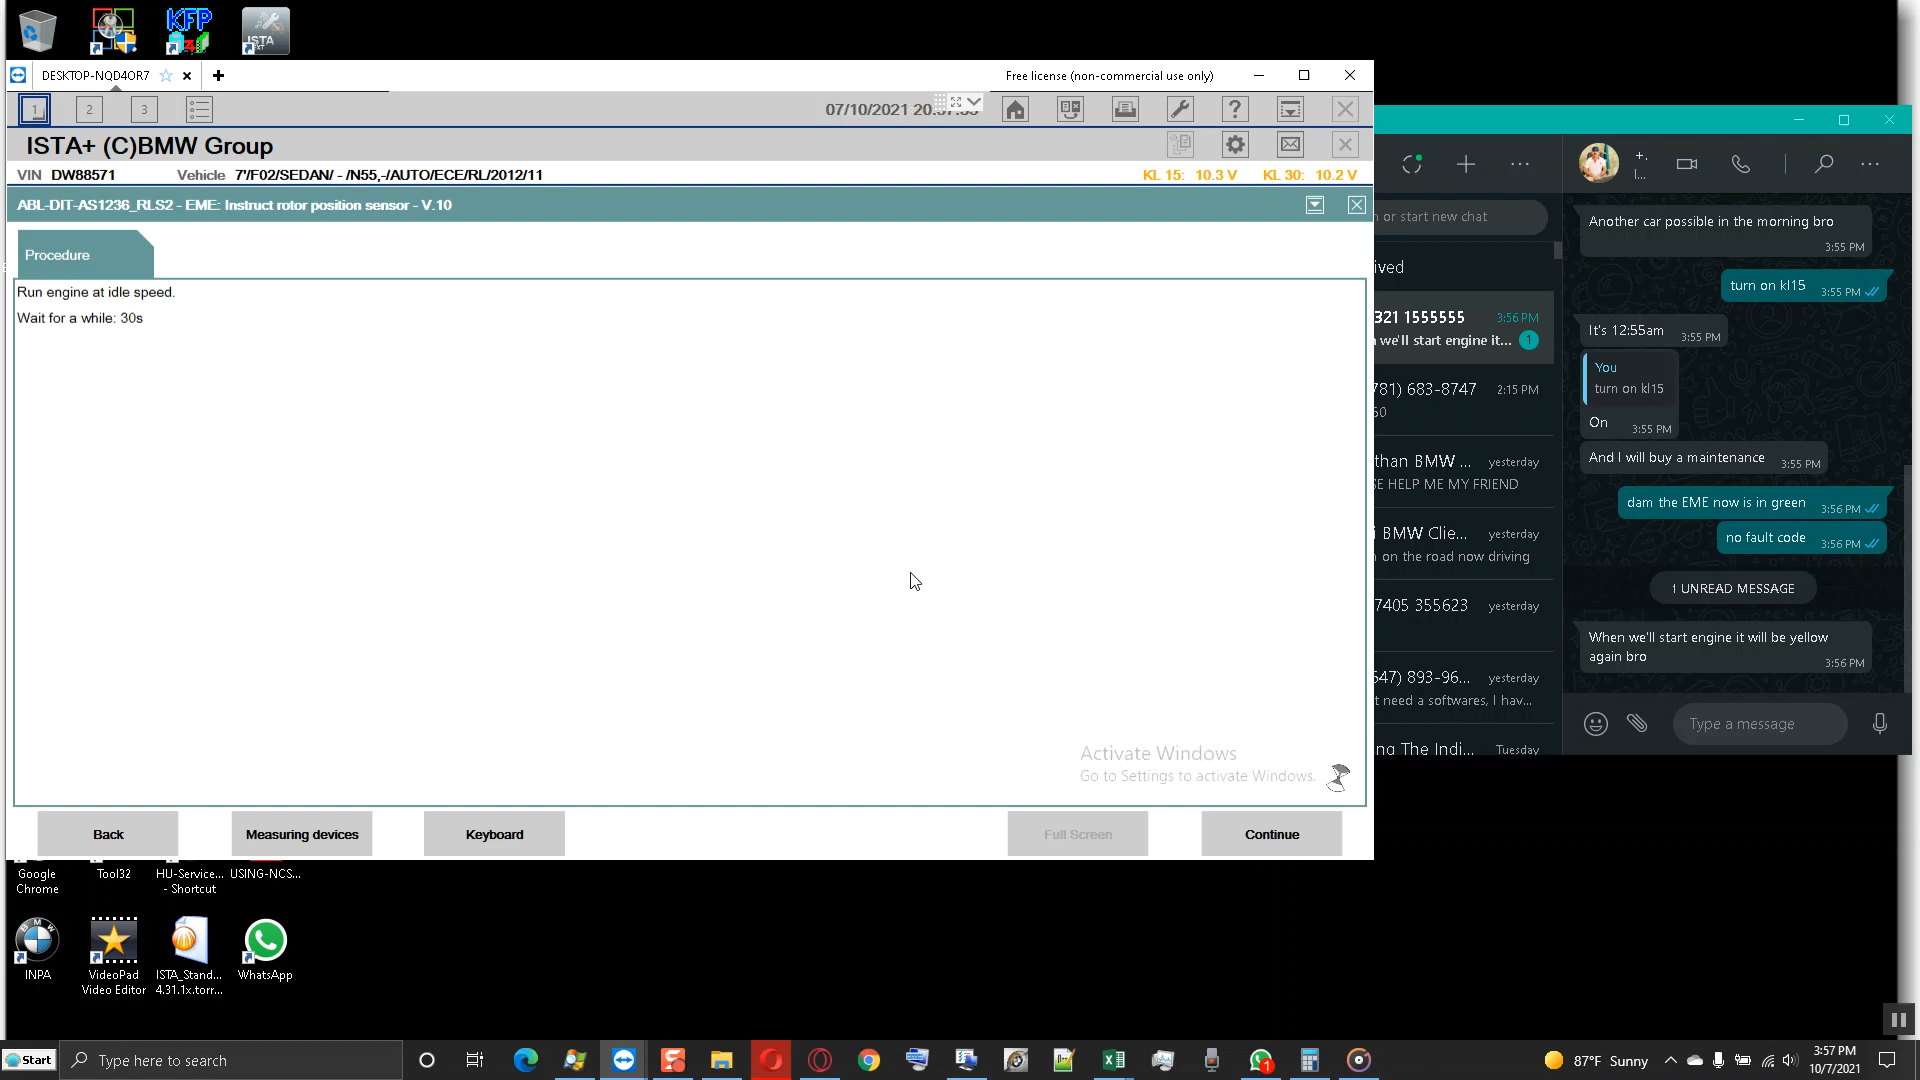 KFP
ISTA
NEXT
DESKTOP-NQD4OR7
Free license (non-commercial use only)
1
2
3
07/10/2021
ISTA+ (C)BMW Group
VIN DW88571 Vehicle 7'/F02/SEDAN/ - /N55,-/AUTO/ECE/RL/2012/11 KL 15: 10.3 V KL 30: 10.2 V
ABL-DIT-AS1236_RLS2 - EME: Instruct rotor position sensor - V.10
Procedure
Run engine at idle speed.
Wait for a while: 30s
Activate Windows
Go to Settings to activate Windows.
Back
Measuring devices
Keyboard
Full Screen
Continue
or start new chat
ived
321 1555555 3:56 PM
we'll start engine it... 1
781) 683-8747 2:15 PM
50
than BMW ... yesterday
SE HELP ME MY FRIEND
i BMW Clie... yesterday
on the road now driving
7405 355623 yesterday
547) 893-96... yesterday
t need a softwares, I hav...
ng The Indi... Tuesday
+.
l...
Another car possible in the morning bro
3:55 PM
turn on kl15 3:55 PM
It's 12:55am 3:55 PM
You
turn on kl15
On 3:55 PM
And I will buy a maintenance 3:55 PM
dam the EME now is in green 3:56 PM
no fault code 3:56 PM
1 UNREAD MESSAGE
When we'll start engine it will be yellow
again bro
3:56 PM
Type a message
Google
Chrome
Tool32
HU-Service...
- Shortcut
USING-NCS...
INPA
VideoPad
Video Editor
ISTA_Stand...
4.31.1x.torr...
WhatsApp
Start
Type here to search
1
87°F Sunny
3:57 PM
10/7/2021